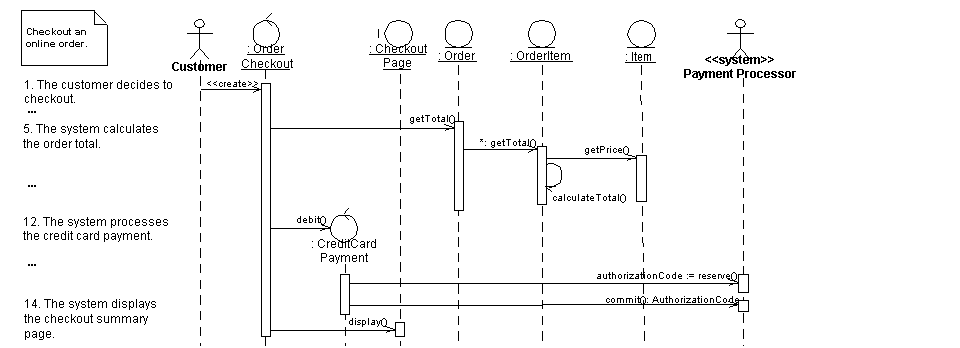 Checkout an
online order.
Customer
: Order
Checkout
: Checkout
Page
: Order
: OrderItem
: Item
<<system>>
Payment Processor
1. The customer decides to
checkout.
...
<<create>>
5. The system calculates
the order total.
getTotal()
*: getTotal()
getPrice()
calculateTotal()
...
12. The system processes
the credit card payment.
debit()
: CreditCard
Payment
...
authorizationCode := reserve()
commit(): AuthorizationCode
14. The system displays
the checkout summary
page.
display()